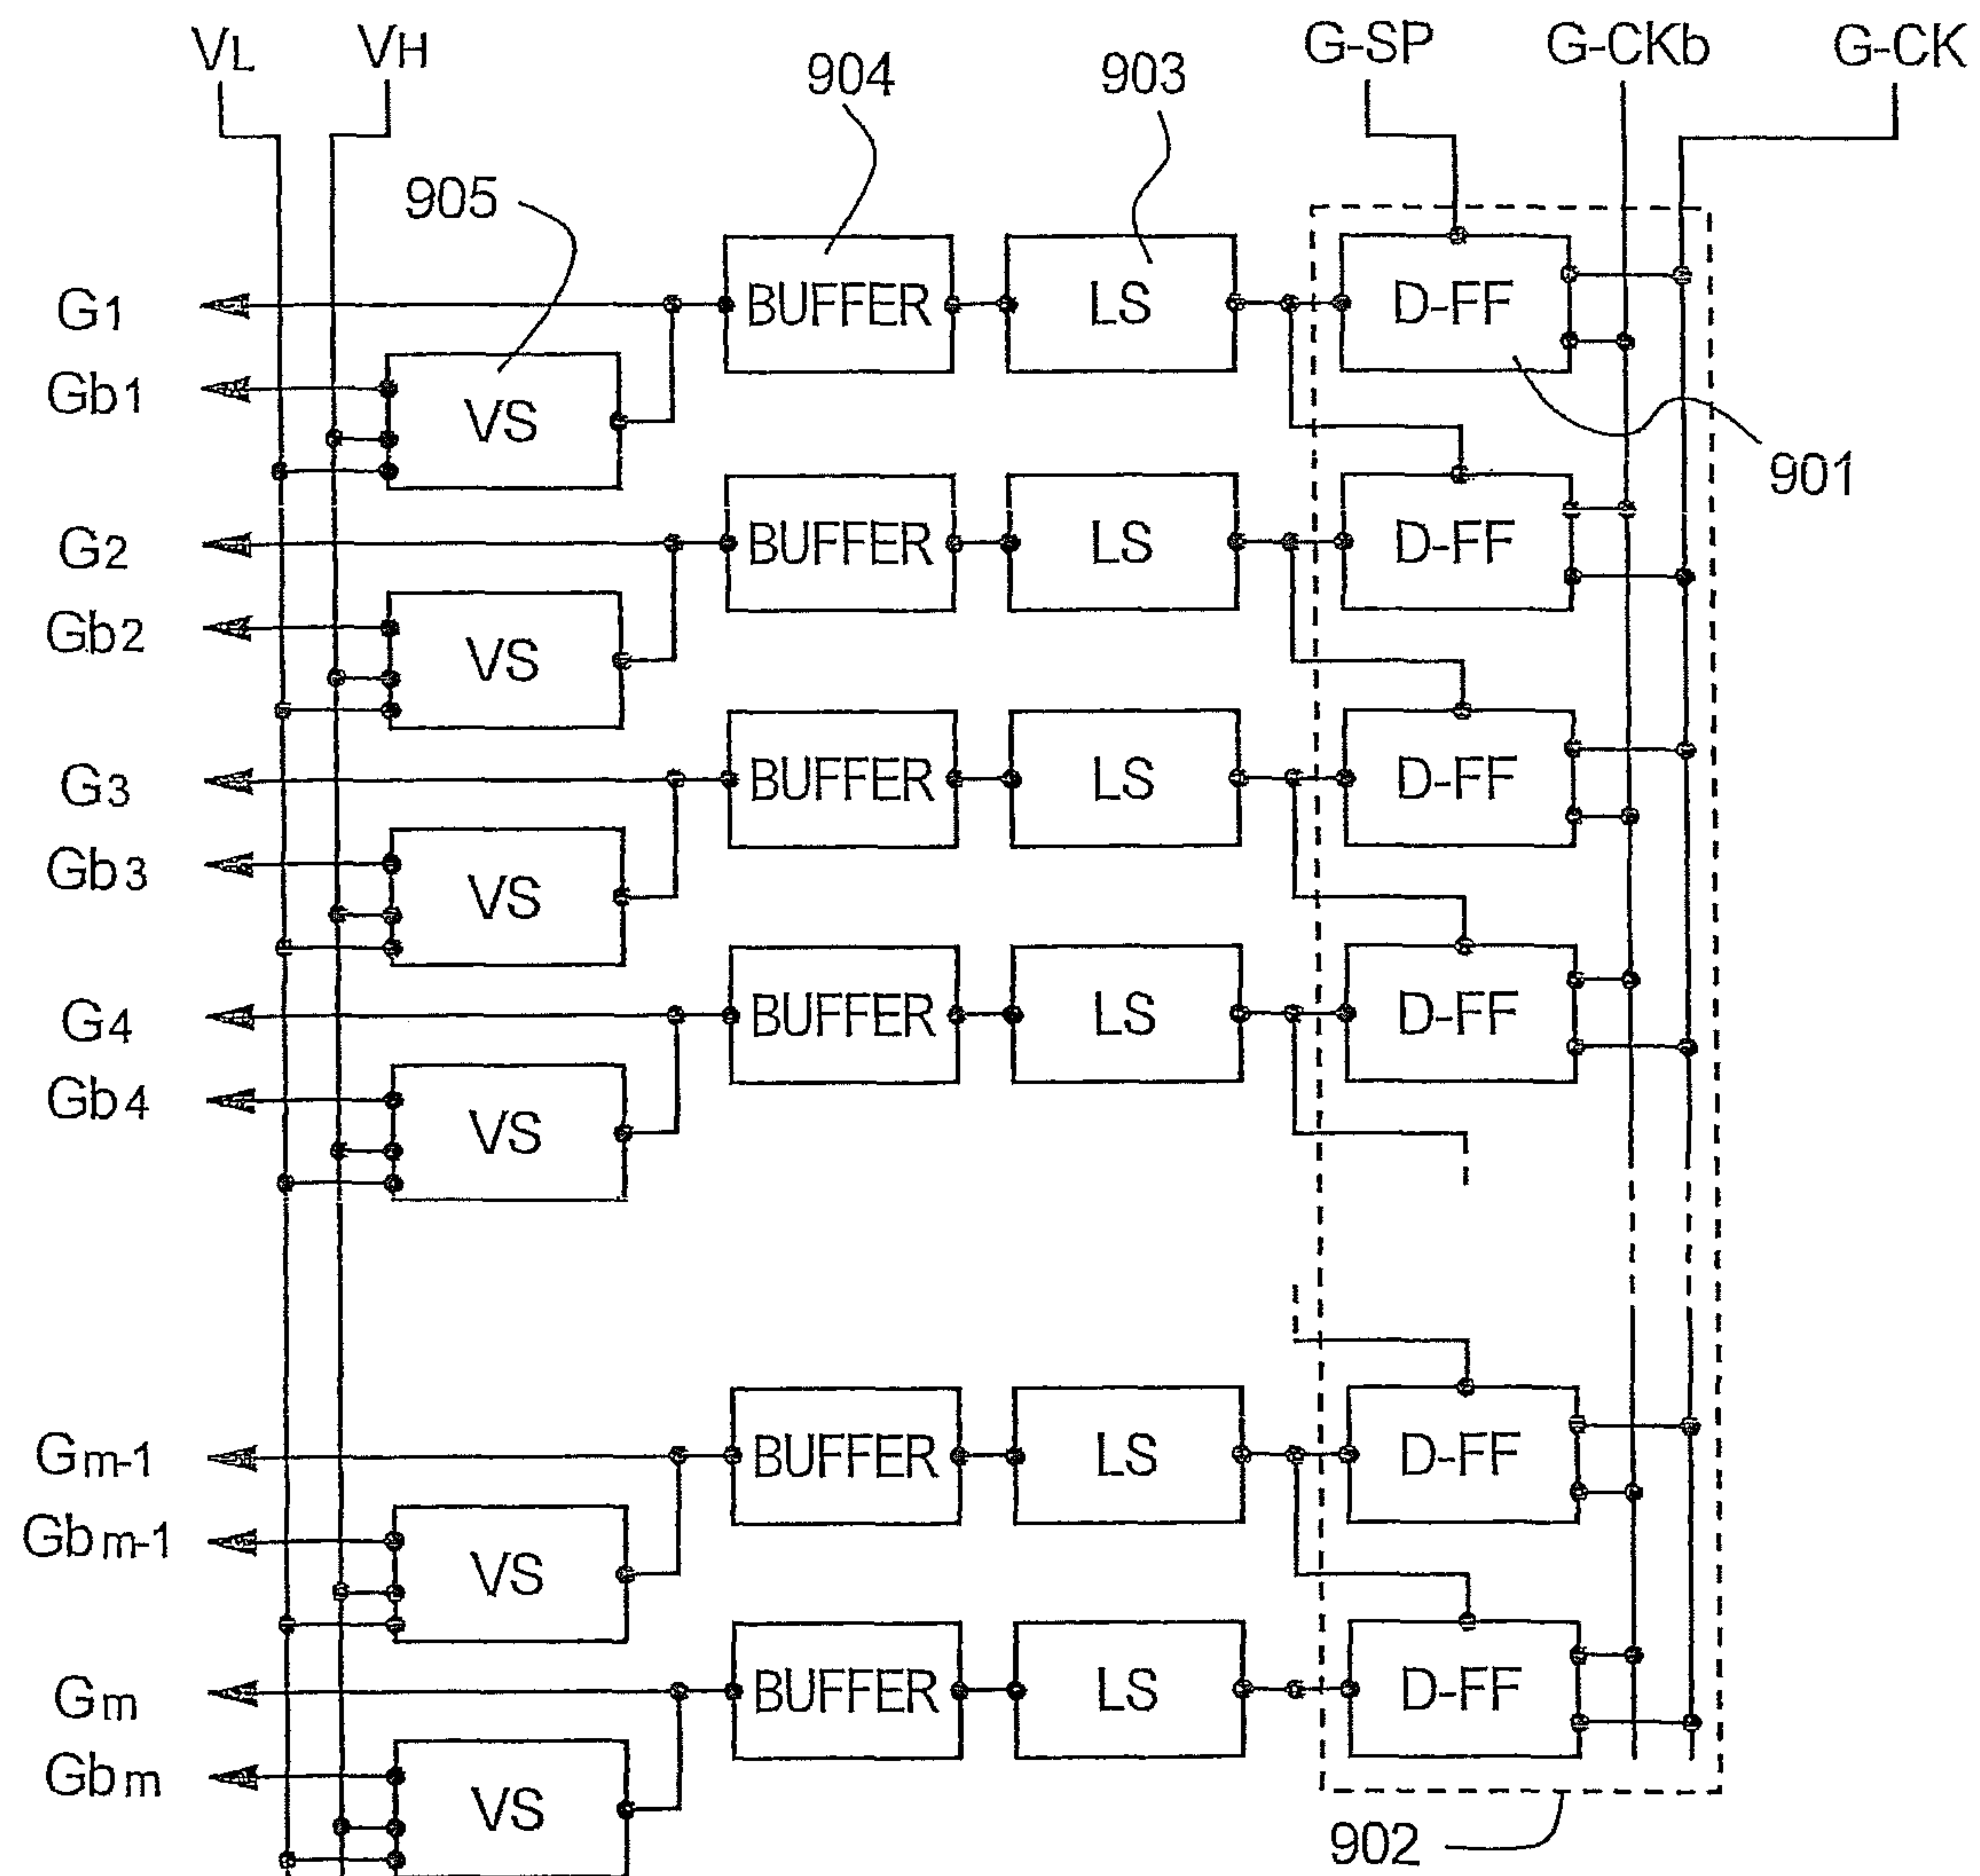 VL VH 904 903 G-SP G-CKb G-CK
905
G1 BUFFER LS D-FF
Gb1 VS
901
G2 BUFFER LS D-FF
Gb2 VS
G3 BUFFER LS D-FF
Gb3 VS
G4 BUFFER LS D-FF
Gb4 VS
Gm-1 BUFFER LS D-FF
Gbm-1 VS
Gm BUFFER LS D-FF
Gbm VS
902